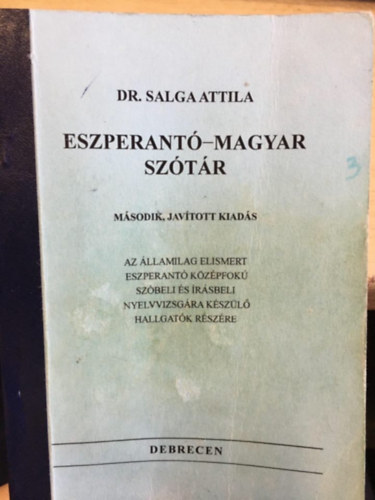 DR. SALGA ATTILA
ESZPERANTÓ–MAGYAR
SZÓTÁR
3
MÁSODIK, JAVÍTOTT KIADÁS
AZ ÁLLAMILAG ELISMERT
ESZPERANTÓ KÖZÉPFOKÚ
SZÓBELI ÉS ÍRÁSBELI
NYELVVIZSGÁRA KÉSZÜLŐ
HALLGATÓK RÉSZÉRE
DEBRECEN